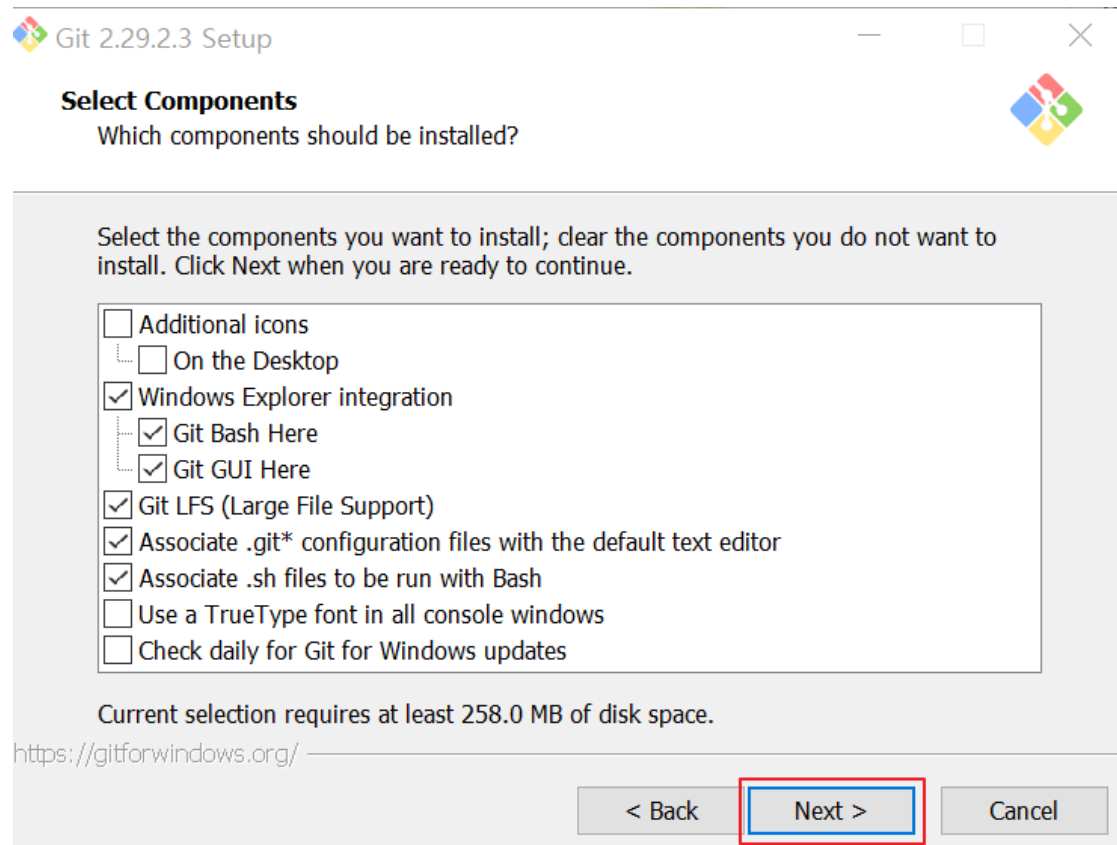 Git 2.29.2.3 Setup
Select Components
Which components should be installed?
Select the components you want to install; clear the components you do not want to
install. Click Next when you are ready to continue.
Additional icons
On the Desktop
Windows Explorer integration
Git Bash Here
Git GUI Here
Git LFS (Large File Support)
Associate .git* configuration files with the default text editor
Associate .sh files to be run with Bash
Use a TrueType font in all console windows
Check daily for Git for Windows updates
Current selection requires at least 258.0 MB of disk space.
https://gitforwindows.org/
< Back Next > Cancel